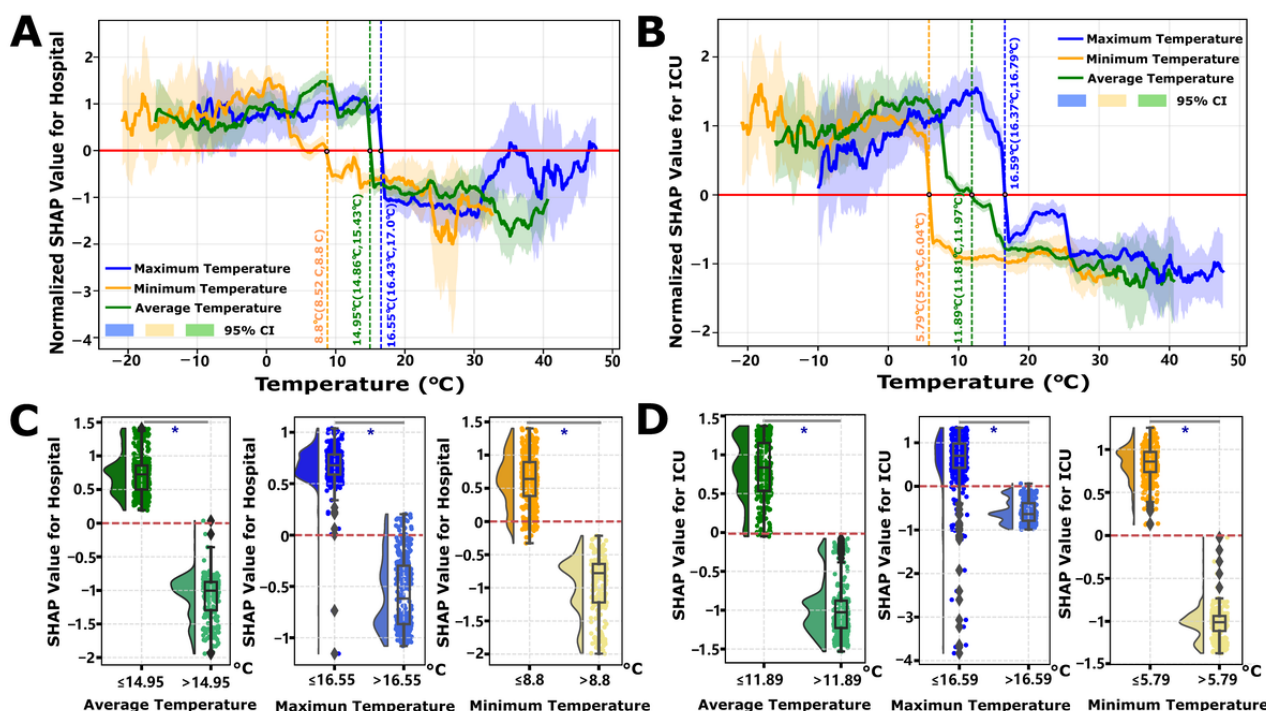 A
Normalized SHAP Value for Hospital
2
1
0
−1
−2
−3
−4
8.8℃(8.52 C,8.8 C)
14.95℃(14.86℃,15.43℃)
16.55℃(16.43℃,17.0℃)
Maximum Temperature
Minimum Temperature
Average Temperature
95% CI
−20 −10 0 10 20 30 40 50
Temperature (°C)
B
Normalized SHAP Value for ICU
2
1
0
−1
−2
Maximum Temperature
Minimum Temperature
Average Temperature
95% CI
5.79℃(5.73℃,6.04℃)
11.89℃(11.81℃,11.97℃)
16.59℃(16.37℃,16.79℃)
−20 −10 0 10 20 30 40 50
Temperature (°C)
C
SHAP Value for Hospital
1.5
1
0.5
0
−0.5
−1
−1.5
−2
*
≤14.95 >14.95
°C
Average Temperature
SHAP Value for Hospital
1
0.5
0
−0.5
−1
*
≤16.55 >16.55
°C
Maximun Temperature
SHAP Value for Hospital
1.5
1
0.5
0
−0.5
−1
−1.5
−2
*
≤8.8 >8.8
°C
Minimum Temperature
D
SHAP Value for ICU
1.5
1
0.5
0
−0.5
−1
−1.5
*
≤11.89 >11.89
°C
Average Temperature
SHAP Value for ICU
1
0
−1
−2
−3
−4
*
≤16.59 >16.59
°C
Maximun Temperature
SHAP Value for ICU
1
0.5
0
−0.5
−1
−1.5
*
≤5.79 >5.79
°C
Minimum Temperature